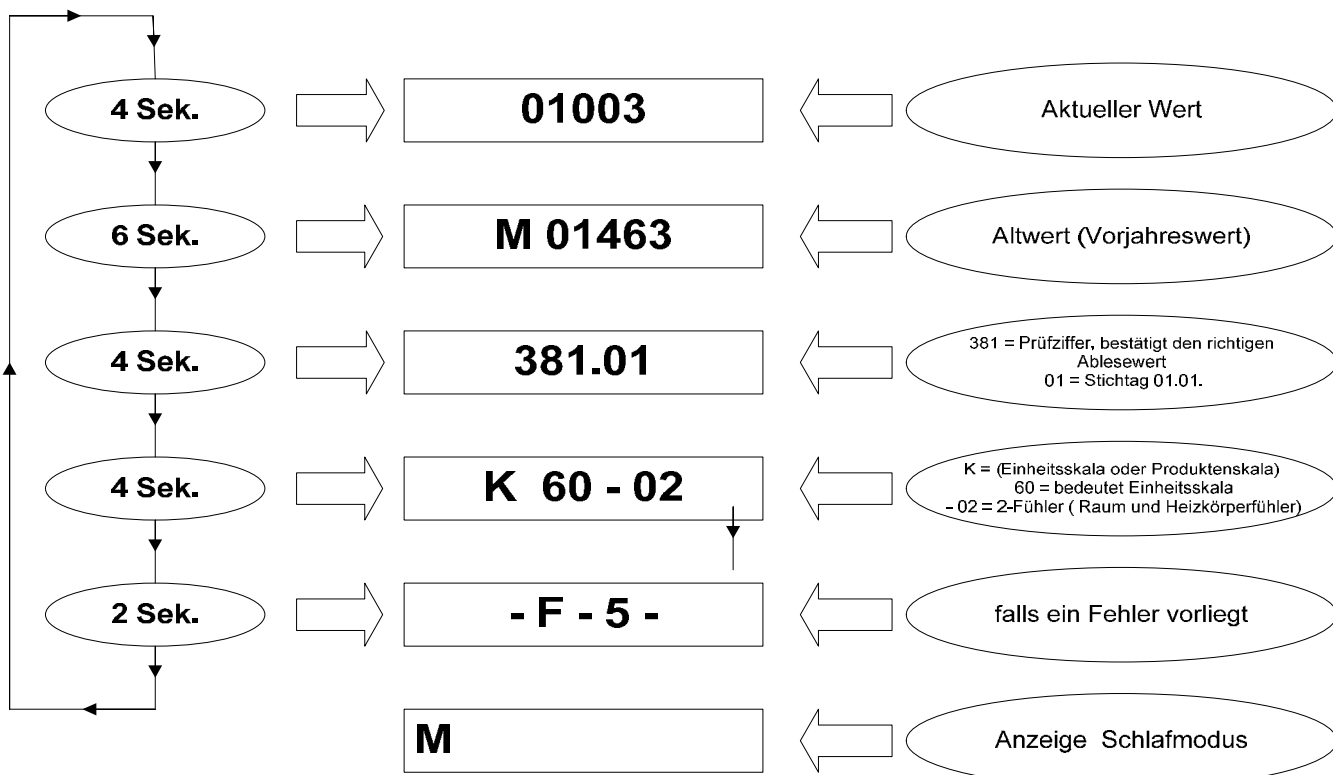 4 Sek.
01003
Aktueller Wert
6 Sek.
M 01463
Altwert (Vorjahreswert)
4 Sek.
381.01
381 = Prüfziffer, bestätigt den richtigen
Ablesewert
01 = Stichtag 01.01.
4 Sek.
K 60 - 02
K = (Einheitsskala oder Produktenskala)
60 = bedeutet Einheitsskala
- 02 = 2-Fühler ( Raum und Heizkörperfühler)
2 Sek.
- F - 5 -
falls ein Fehler vorliegt
M
Anzeige Schlafmodus